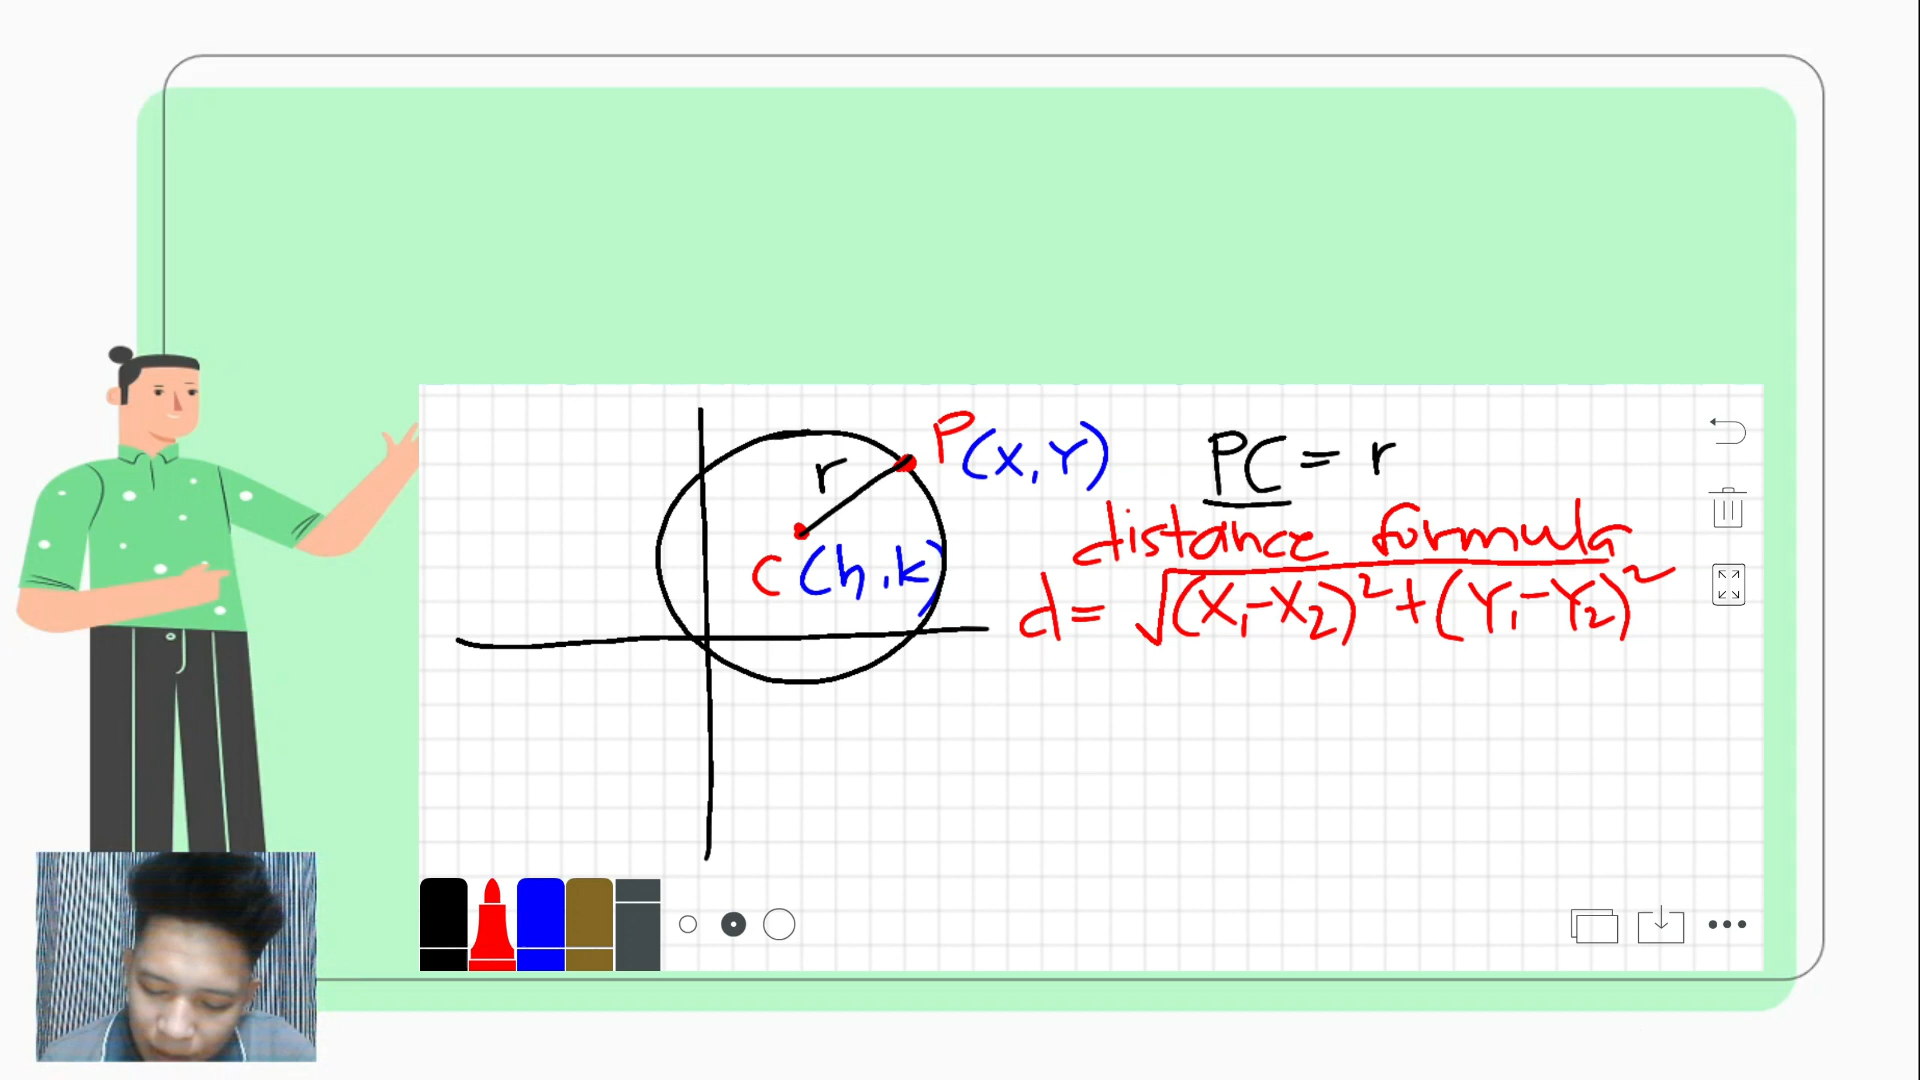 P(x,y)
r
C(h,k)
PC = r
distance formula
d = √(x₁-x₂)²+(y₁-y₂)²